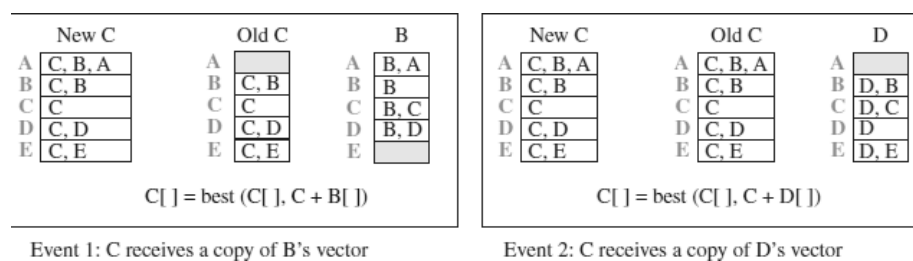 New C Old C B
A C, B, A A A B, A
B C, B B C, B B B
C C C C C B, C
D C, D D C, D D B, D
E C, E E C, E E
C[ ] = best (C[ ], C + B[ ])
Event 1: C receives a copy of B's vector
New C Old C D
A C, B, A A C, B, A A
B C, B B C, B B D, B
C C C C C D, C
D C, D D C, D D D
E C, E E C, E E D, E
C[ ] = best (C[ ], C + D[ ])
Event 2: C receives a copy of D's vector